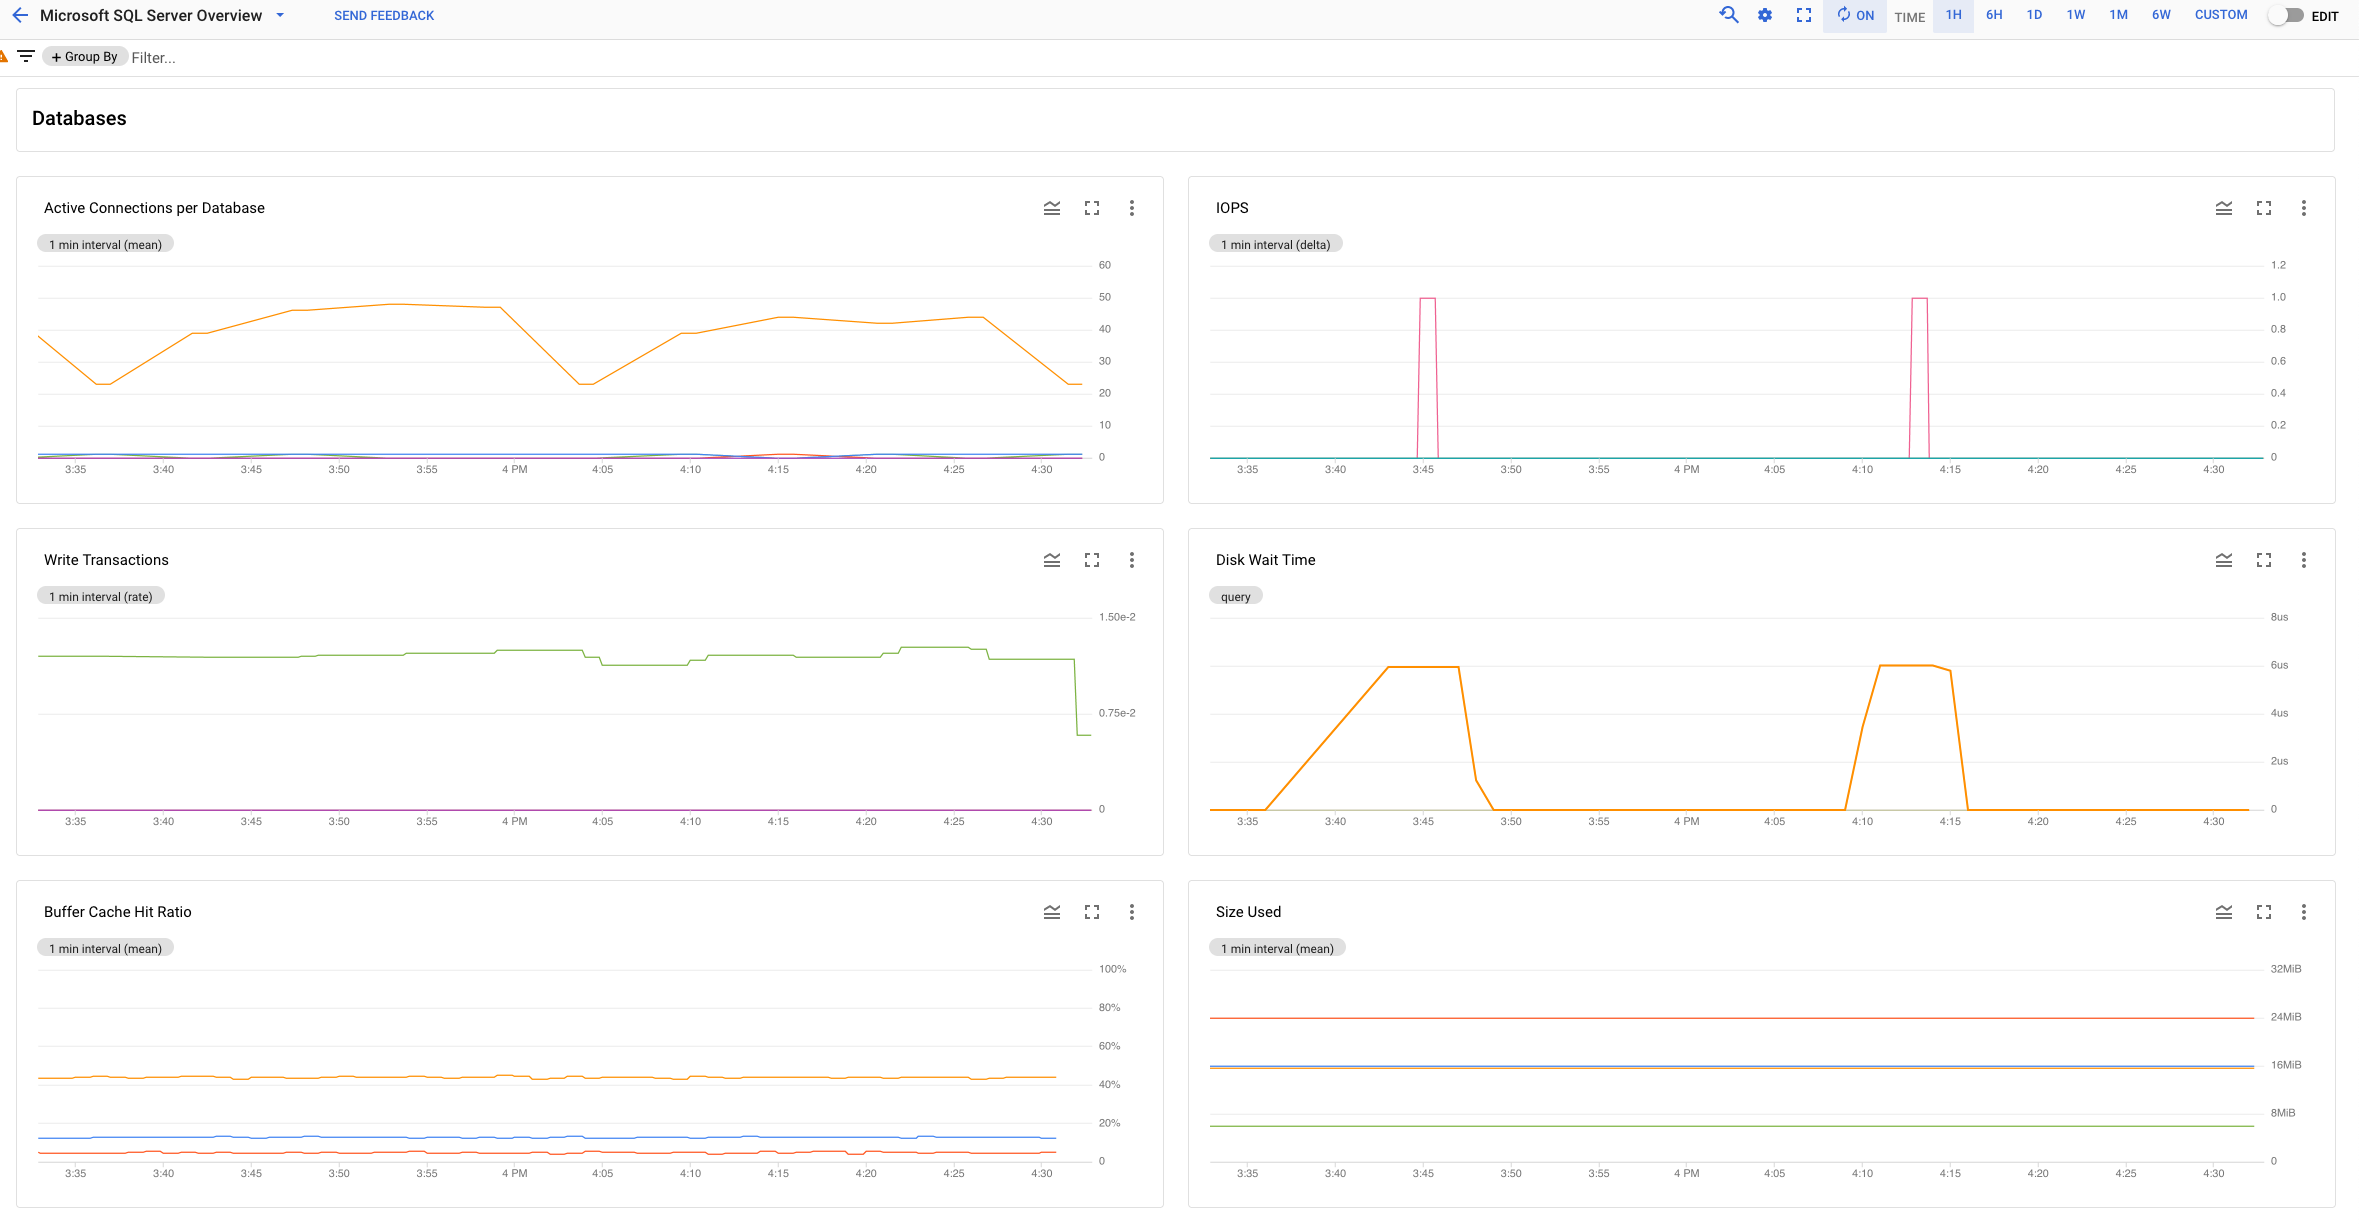 Microsoft SQL Server Overview SEND FEEDBACK ON TIME 1H 6H 1D 1W 1M 6W CUSTOM EDIT
+ Group By Filter...
Databases
Active Connections per Database
1 min interval (mean)
60
50
40
30
20
10
0
3:35 3:40 3:45 3:50 3:55 4 PM 4:05 4:10 4:15 4:20 4:25 4:30
IOPS
1 min interval (delta)
1.2
1.0
0.8
0.6
0.4
0.2
0
3:35 3:40 3:45 3:50 3:55 4 PM 4:05 4:10 4:15 4:20 4:25 4:30
Write Transactions
1 min interval (rate)
1.50e-2
0.75e-2
0
3:35 3:40 3:45 3:50 3:55 4 PM 4:05 4:10 4:15 4:20 4:25 4:30
Disk Wait Time
query
8us
6us
4us
2us
0
3:35 3:40 3:45 3:50 3:55 4 PM 4:05 4:10 4:15 4:20 4:25 4:30
Buffer Cache Hit Ratio
1 min interval (mean)
100%
80%
60%
40%
20%
0
3:35 3:40 3:45 3:50 3:55 4 PM 4:05 4:10 4:15 4:20 4:25 4:30
Size Used
1 min interval (mean)
32MiB
24MiB
16MiB
8MiB
0
3:35 3:40 3:45 3:50 3:55 4 PM 4:05 4:10 4:15 4:20 4:25 4:30